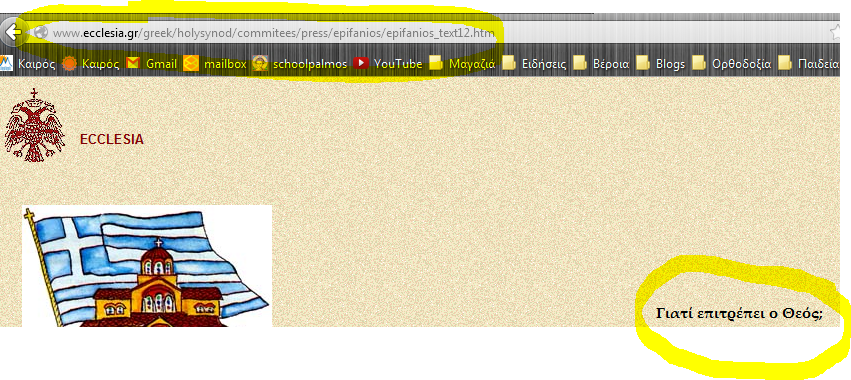 www.ecclesia.gr/greek/holysynod/commitees/press/epifanios/epifanios_text12.htm
Καιρός Καιρός Gmail mailbox schoolpalmos YouTube Μαγαζιά Ειδήσεις Βέροια Blogs Ορθοδοξία Παιδεία
ECCLESIA
Γιατί επιτρέπει ο Θεός;